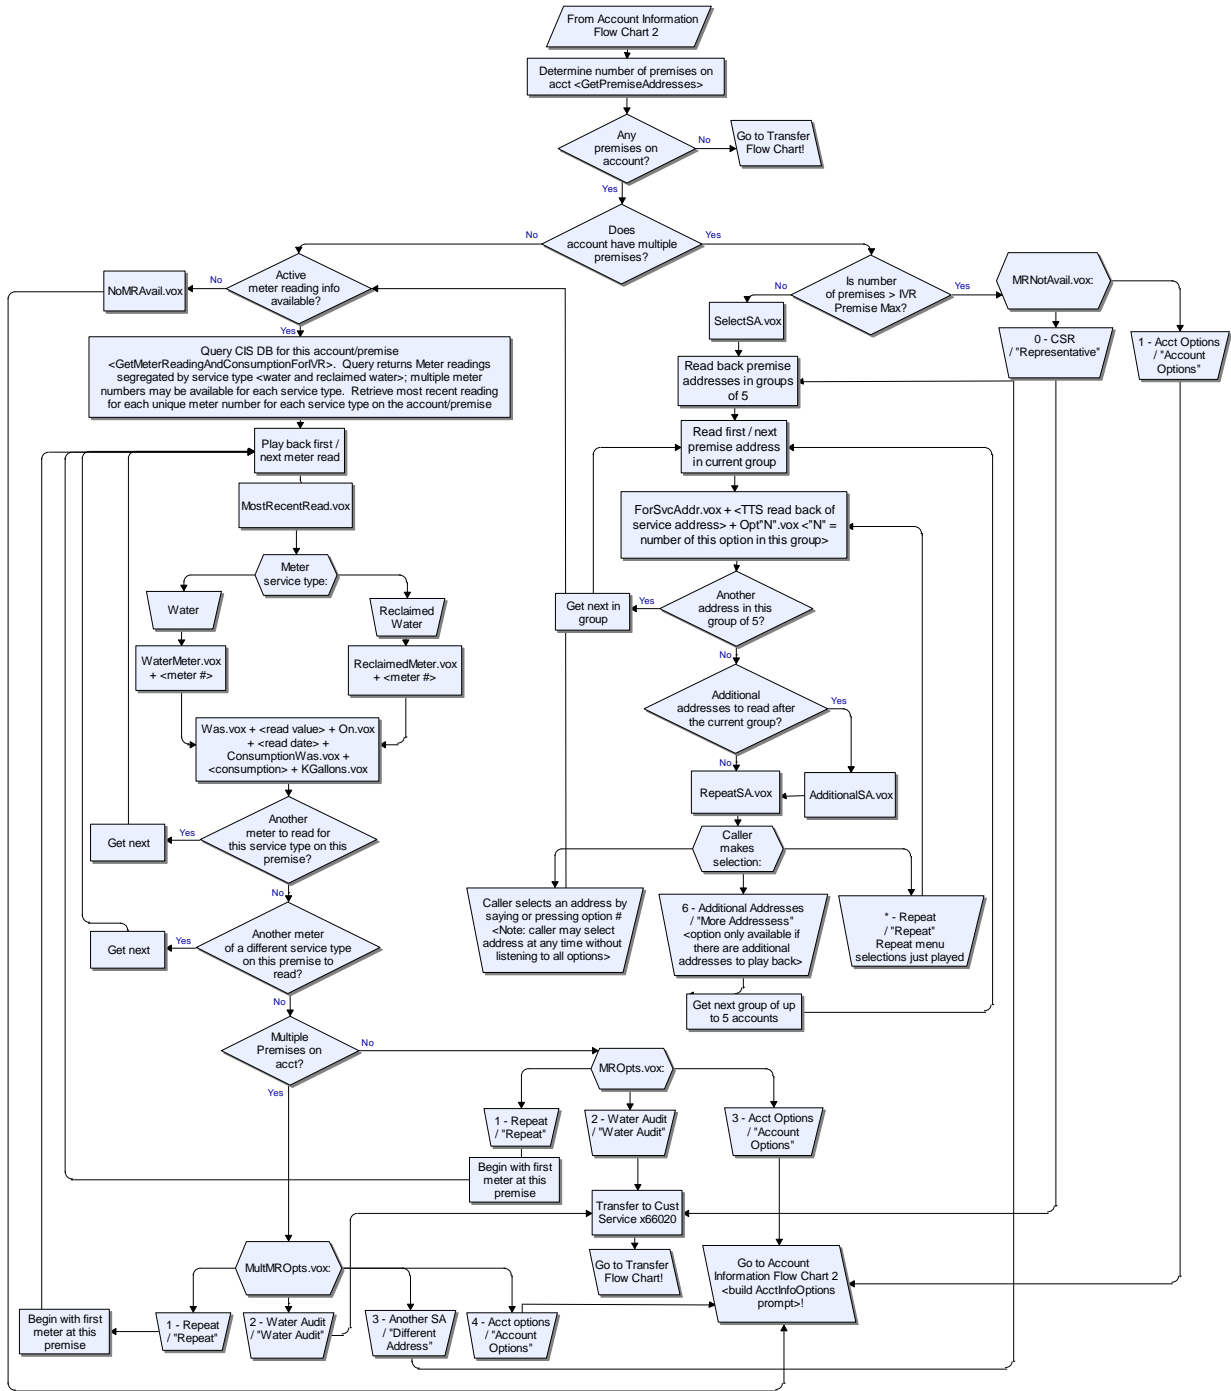 From Account Information
Flow Chart 2
Determine number of premises on
acct <GetPremiseAddresses>
Any
premises on
account?
No
Go to Transfer
Flow Chart!
Yes
Does
account have multiple
premises?
No
Yes
Active
meter reading info
available?
No
NoMRAvail.vox
Yes
Is number
of premises > IVR
Premise Max?
No
Yes
MRNotAvail.vox:
SelectSA.vox
0 - CSR
/ "Representative"
1 - Acct Options
/ "Account
Options"
Query CIS DB for this account/premise
<GetMeterReadingAndConsumptionForIVR>.  Query returns Meter readings
segregated by service type <water and reclaimed water>; multiple meter
numbers may be available for each service type.  Retrieve most recent reading
for each unique meter number for each service type on the account/premise
Read back premise
addresses in groups
of 5
Play back first /
next meter read
Read first / next
premise address
in current group
MostRecentRead.vox
ForSvcAddr.vox + <TTS read back of
service address> + Opt"N".vox <"N" =
number of this option in this group>
Meter
service type:
Water
Reclaimed
Water
Another
address in this
group of 5?
Yes
Get next in
group
No
WaterMeter.vox
+ <meter #>
ReclaimedMeter.vox
+ <meter #>
Additional
addresses to read after
the current group?
Yes
No
Was.vox + <read value> + On.vox
+ <read date> +
ConsumptionWas.vox +
<consumption> + KGallons.vox
RepeatSA.vox
AdditionalSA.vox
Another
meter to read for
this service type on this
premise?
Yes
Get next
No
Caller
makes
selection:
Caller selects an address by
saying or pressing option #
<Note: caller may select
address at any time without
listening to all options>
6 - Additional Addresses
/ "More Addressess"
<option only available if
there are additional
addresses to play back>
* - Repeat
/ "Repeat"
Repeat menu
selections just played
Another meter
of a different service type
on this premise to
read?
Yes
Get next
No
Get next group of up
to 5 accounts
Multiple
Premises on
acct?
No
Yes
MROpts.vox:
1 - Repeat
/ "Repeat"
2 - Water Audit
/ "Water Audit"
3 - Acct Options
/ "Account
Options"
Begin with first
meter at this
premise
Transfer to Cust
Service x66020
Go to Transfer
Flow Chart!
Go to Account
Information Flow Chart 2
<build AcctInfoOptions
prompt>!
MultMROpts.vox:
Begin with first
meter at this
premise
1 - Repeat
/ "Repeat"
2 - Water Audit
/ "Water Audit"
3 - Another SA
/ "Different
Address"
4 - Acct options
/ "Account
Options"